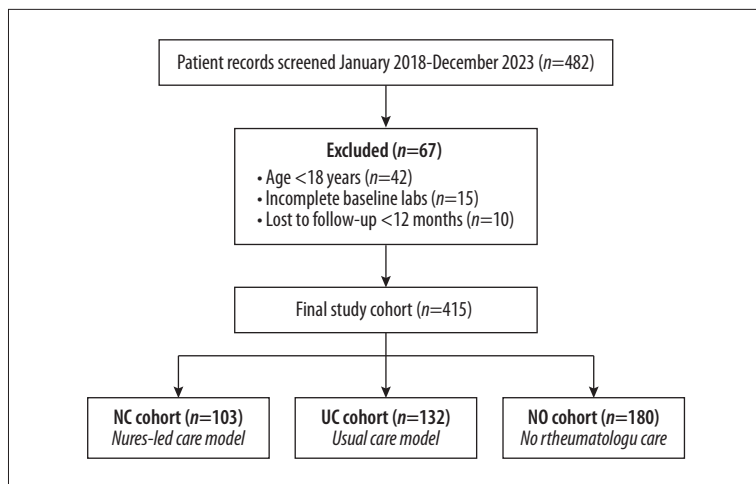 Patient records screened January 2018-December 2023 (n=482)
Excluded (n=67)
• Age <18 years (n=42)
• Incomplete baseline labs (n=15)
• Lost to follow-up <12 months (n=10)
Final study cohort (n=415)
NC cohort (n=103)
Nures-led care model
UC cohort (n=132)
Usual care model
NO cohort (n=180)
No rtheumatologu care